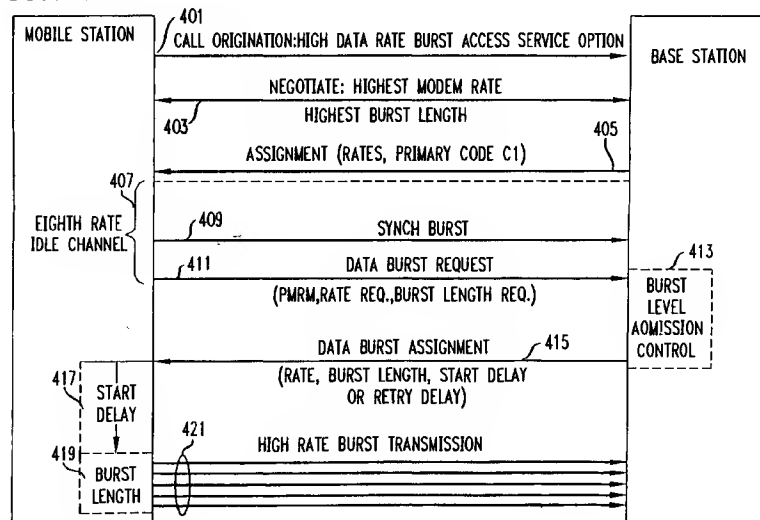 MOBILE STATION
401
CALL ORIGINATION:HIGH DATA RATE BURST ACCESS SERVICE OPTION
BASE STATION
NEGOTIATE: HIGHEST MODEM RATE
403
HIGHEST BURST LENGTH
405
ASSIGNMENT (RATES, PRIMARY CODE C1)
407
EIGHTH RATE
IDLE CHANNEL
409
SYNCH BURST
411
DATA BURST REQUEST
(PMRM,RATE REQ.,BURST LENGTH REQ.)
413
BURST
LEVEL
AOMISSION
CONTROL
DATA BURST ASSIGNMENT
415
(RATE, BURST LENGTH, START DELAY
OR RETRY DELAY)
417
START
DELAY
421
HIGH RATE BURST TRANSMISSION
419
BURST
LENGTH